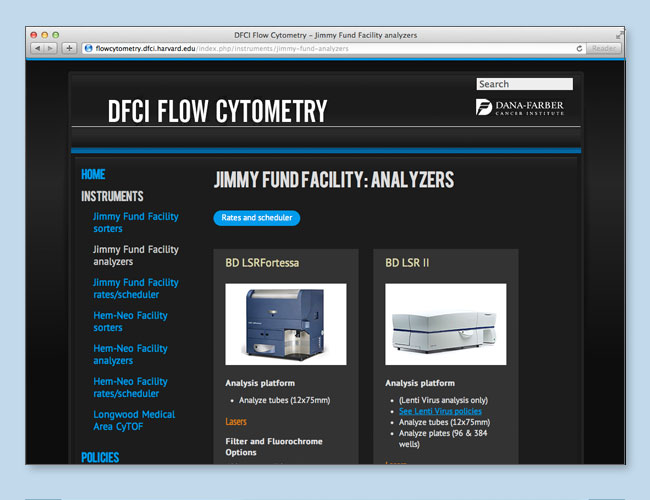 DFCI Flow Cytometry – Jimmy Fund Facility analyzers
flowcytometry.dfci.harvard.edu/index.php/instruments/jimmy-fund-analyzers
Reader
Search
DFCI FLOW CYTOMETRY
DANA-FARBER
CANCER INSTITUTE
HOME
INSTRUMENTS
Jimmy Fund Facility
sorters
Jimmy Fund Facility
analyzers
Jimmy Fund Facility
rates/scheduler
Hem-Neo Facility
sorters
Hem-Neo Facility
analyzers
Hem-Neo Facility
rates/scheduler
Longwood Medical
Area CyTOF
POLICIES
JIMMY FUND FACILITY: ANALYZERS
Rates and scheduler
BD LSRFortessa
Analysis platform
• Analyze tubes (12x75mm)
Lasers
Filter and Fluorochrome
Options
BD LSR II
Analysis platform
• (Lenti Virus analysis only)
• See Lenti Virus policies
• Analyze tubes (12x75mm)
• Analyze plates (96 & 384
wells)
Lasers